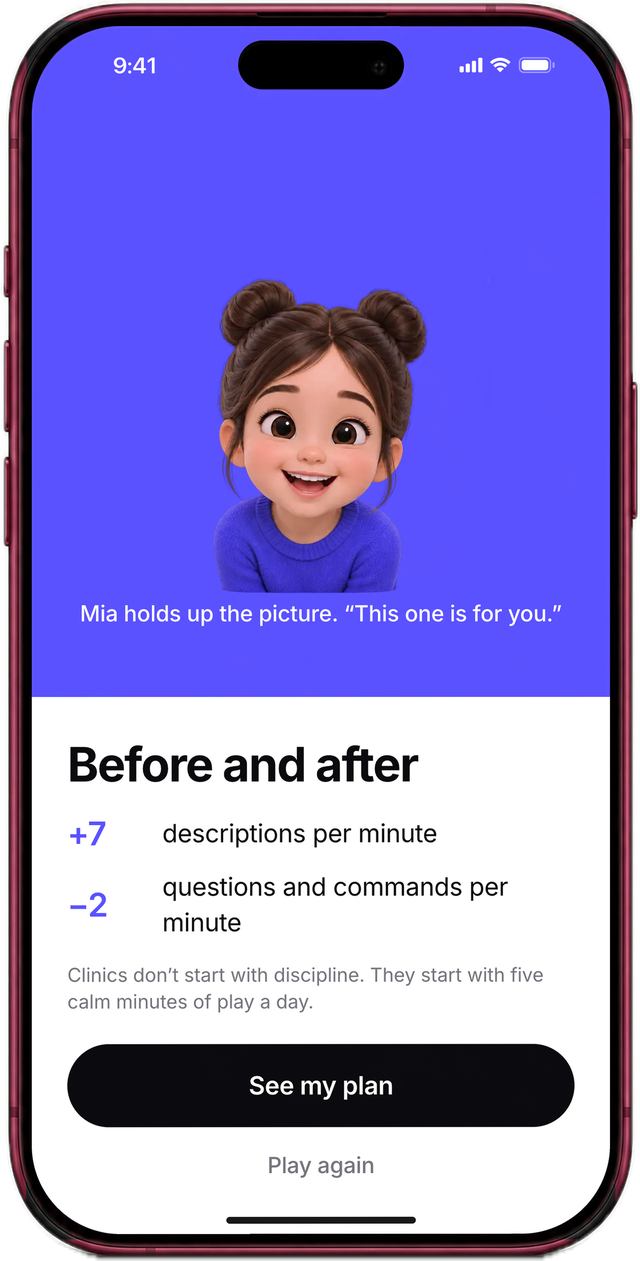 9:41
Mia holds up the picture. “This one is for you.”
Before and after
+7 descriptions per minute
−2 questions and commands per
minute
Clinics don’t start with discipline. They start with five
calm minutes of play a day.
See my plan
Play again